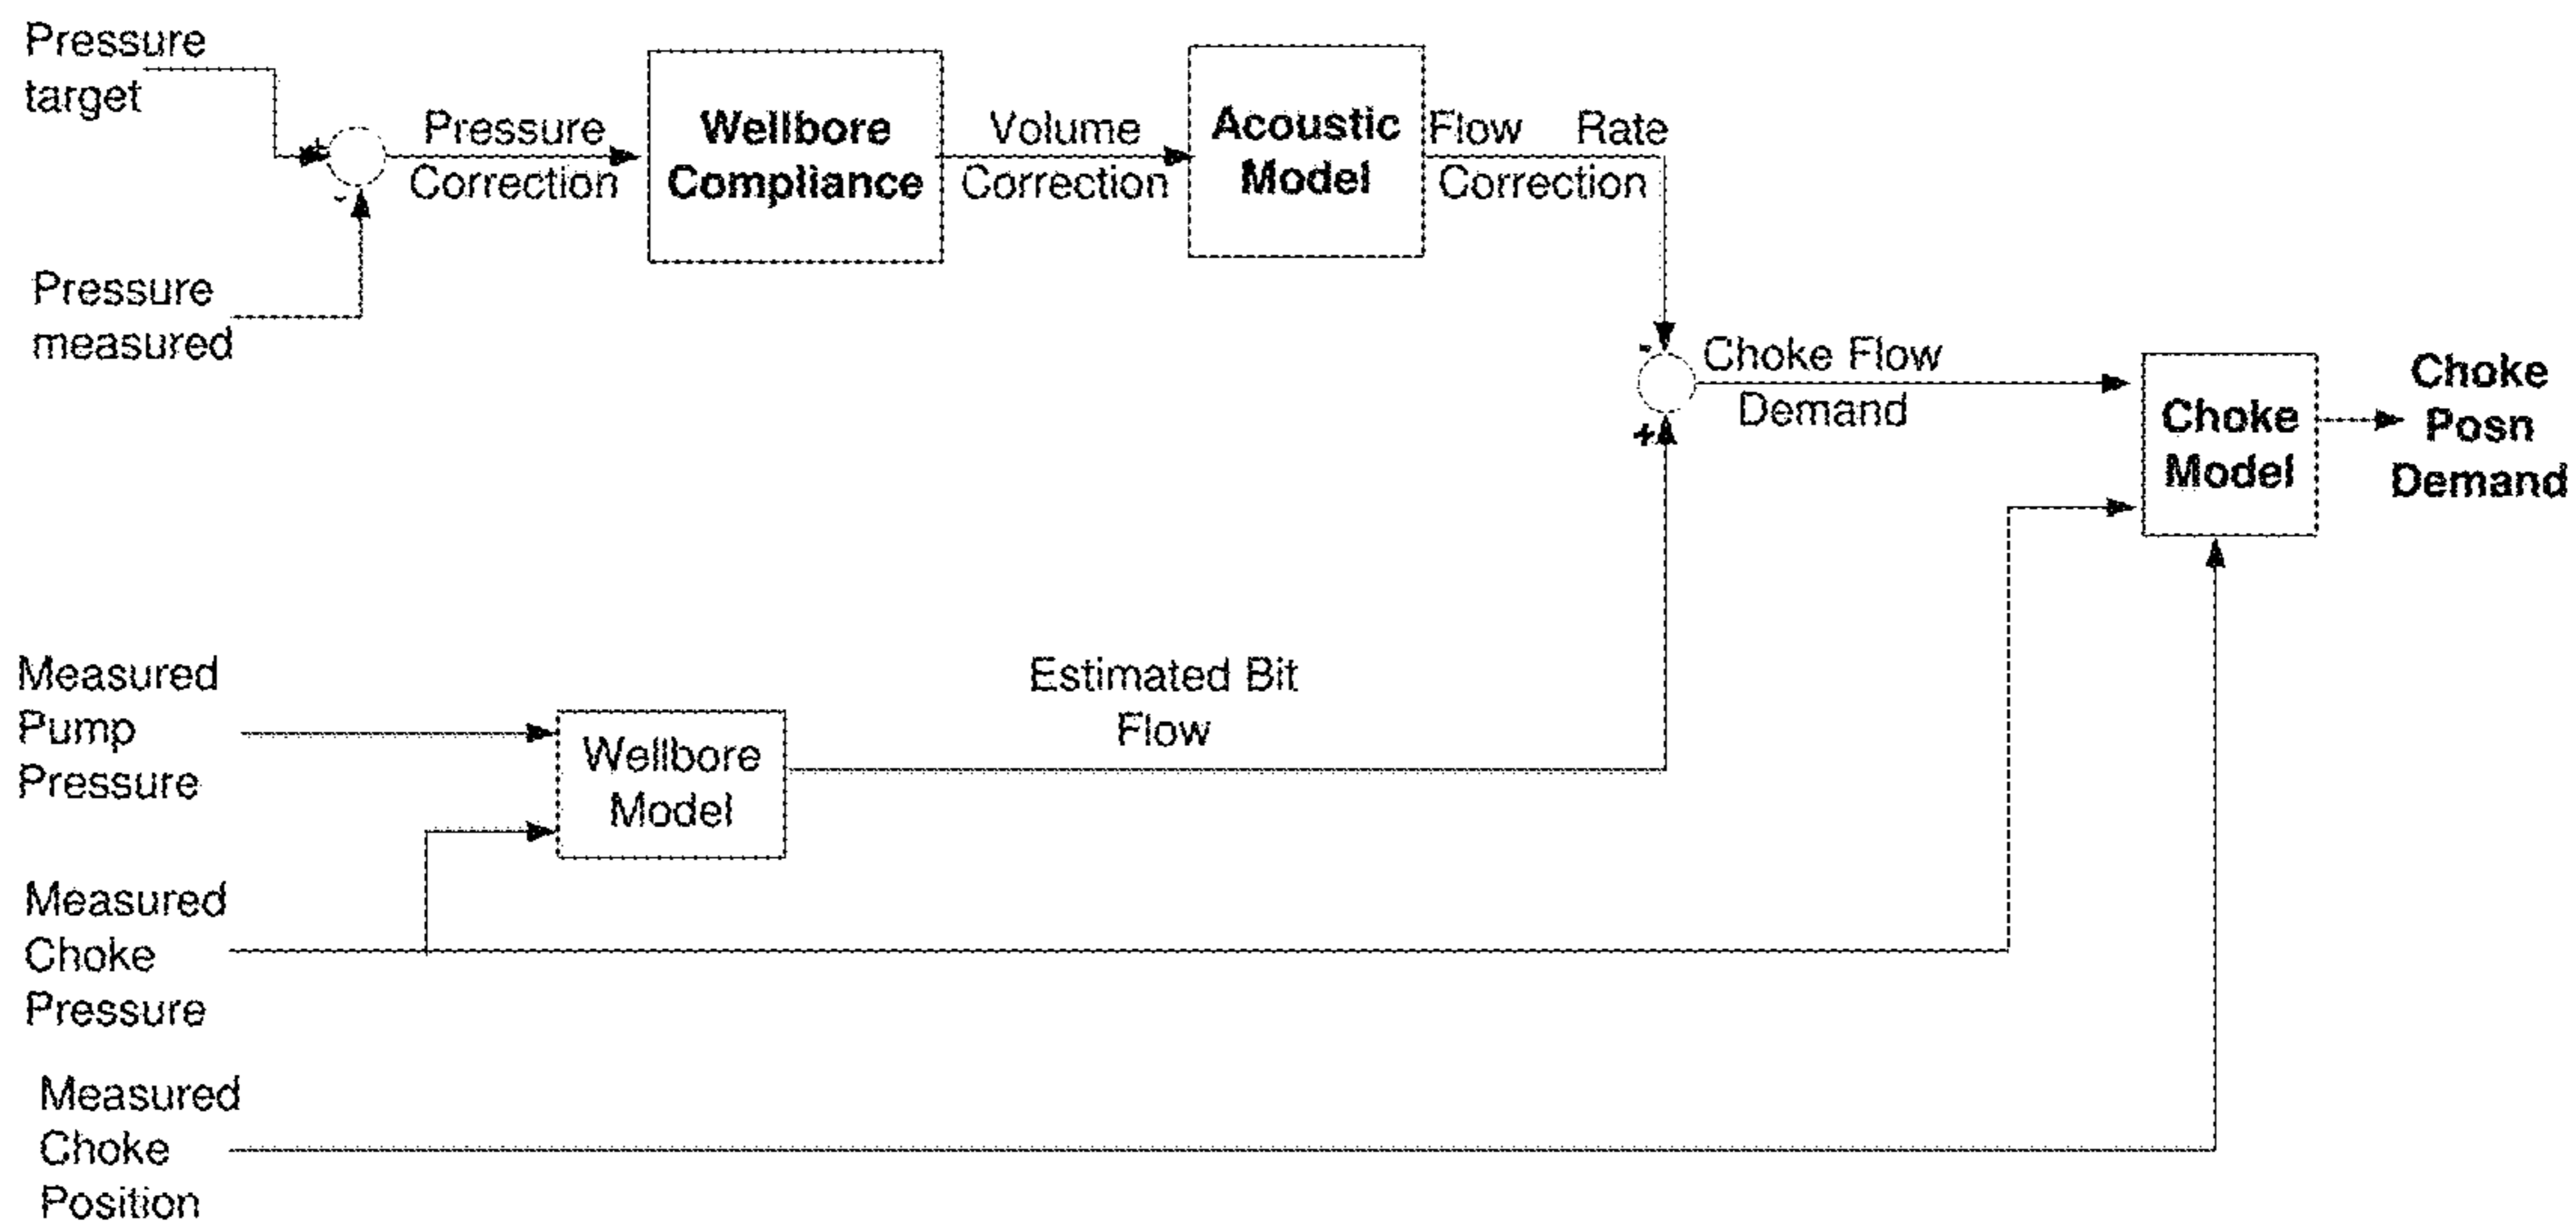 Pressure
target
+
-
Pressure
Correction
Wellbore
Compliance
Volume
Correction
Acoustic
Model
Flow Rate
Correction
Pressure
measured
-
+
Choke Flow
Demand
Choke
Model
Choke
Posn
Demand
Measured
Pump
Pressure
Wellbore
Model
Estimated Bit
Flow
Measured
Choke
Pressure
Measured
Choke
Position